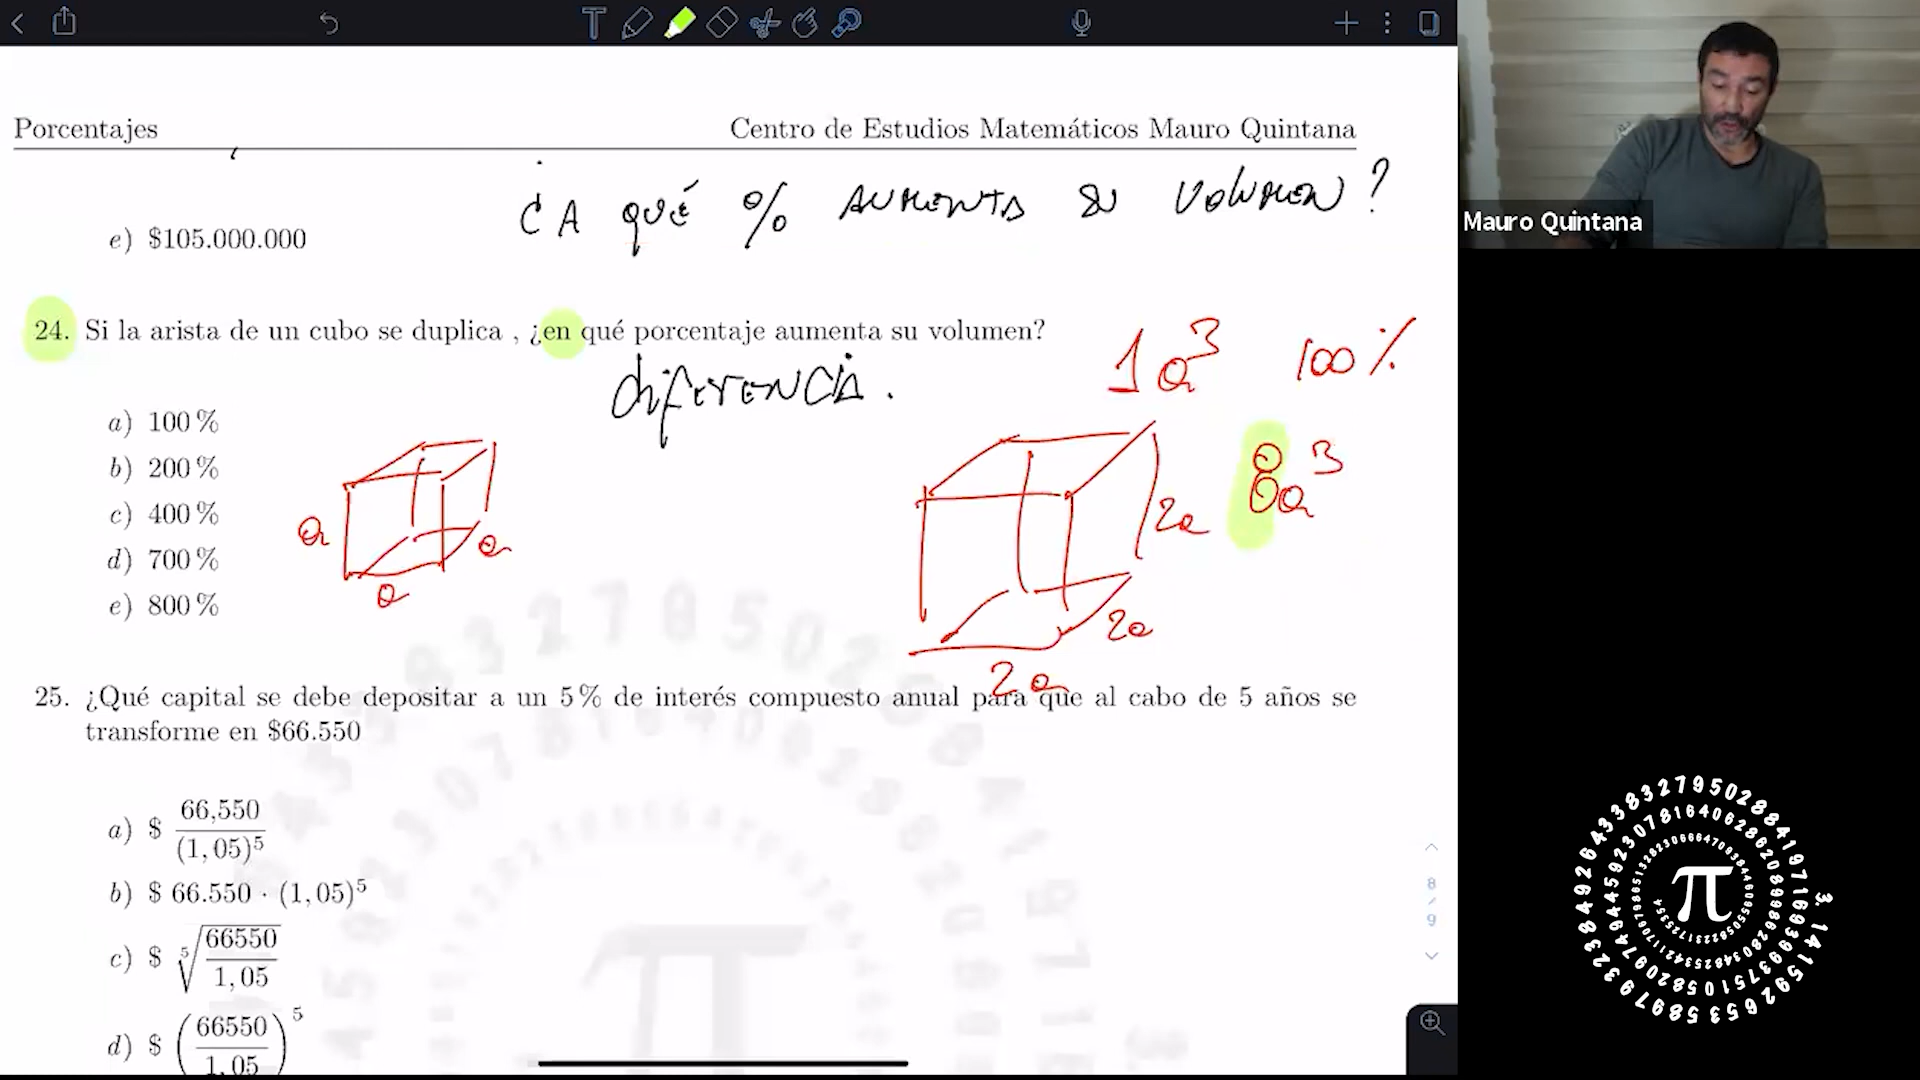 Porcentajes
Centro de Estudios Matemáticos Mauro Quintana
¿A QUÉ % AUMENTA SU VOLUMEN?
e) $105.000.000
24. Si la arista de un cubo se duplica , ¿en qué porcentaje aumenta su volumen?
DIFERENCIA.
1a³ 100%
8a³
a) 100 %
b) 200 %
c) 400 %
d) 700 %
e) 800 %
a
a
a
2a
2a
2a
25. ¿Qué capital se debe depositar a un 5 % de interés compuesto anual para que al cabo de 5 años se
transforme en $66.550
a) $ 66,550 / (1, 05)⁵
b) $ 66.550 · (1, 05)⁵
c) $ ⁵√(66550 / 1, 05)
d) $ (66550 / 1, 05)⁵
8 / 9
Mauro Quintana
π